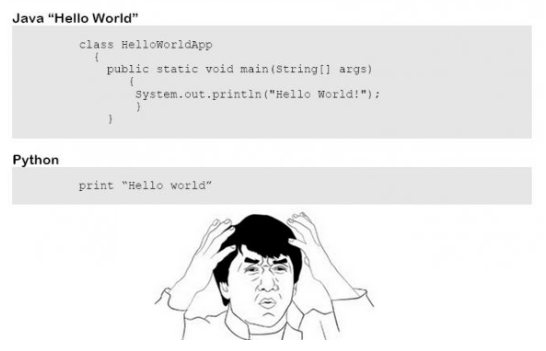 Java “Hello World”
class HelloWorldApp
{
public static void main(String[] args)
{
System.out.println("Hello World!");
}
}
Python
print “Hello world”